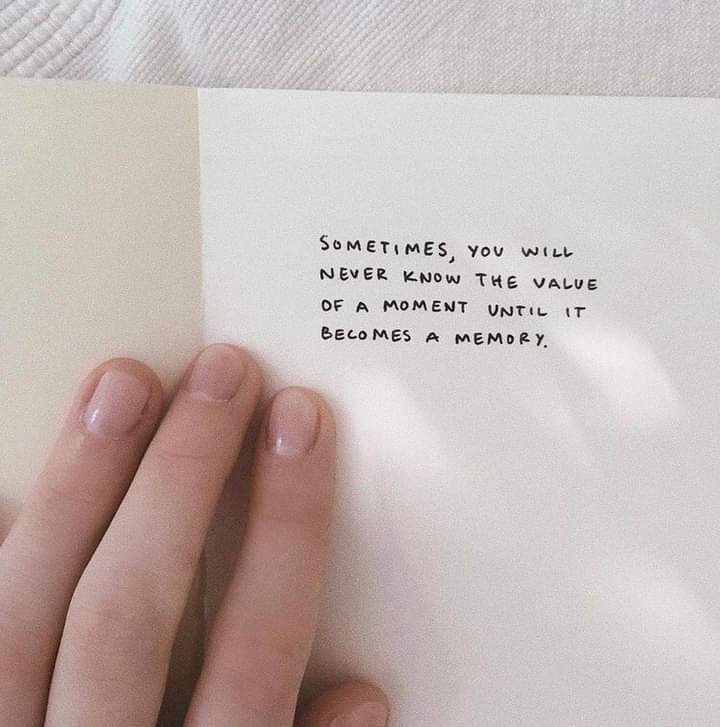 SOMETIMES, YOU WILL
NEVER KNOW THE VALUE
OF A MOMENT UNTIL IT
BECOMES A MEMORY.